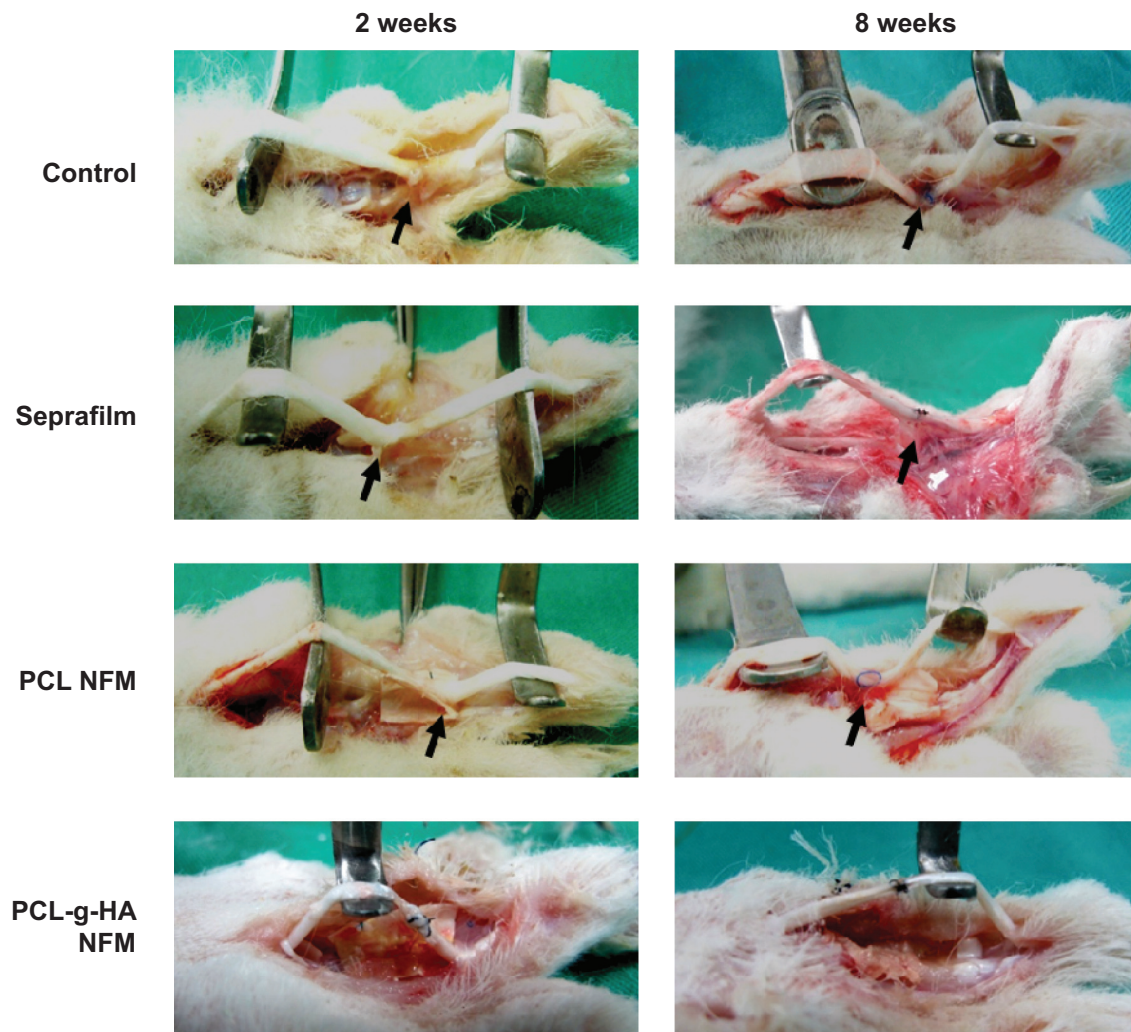 2 weeks
8 weeks
Control
Seprafilm
PCL NFM
PCL-g-HA
NFM